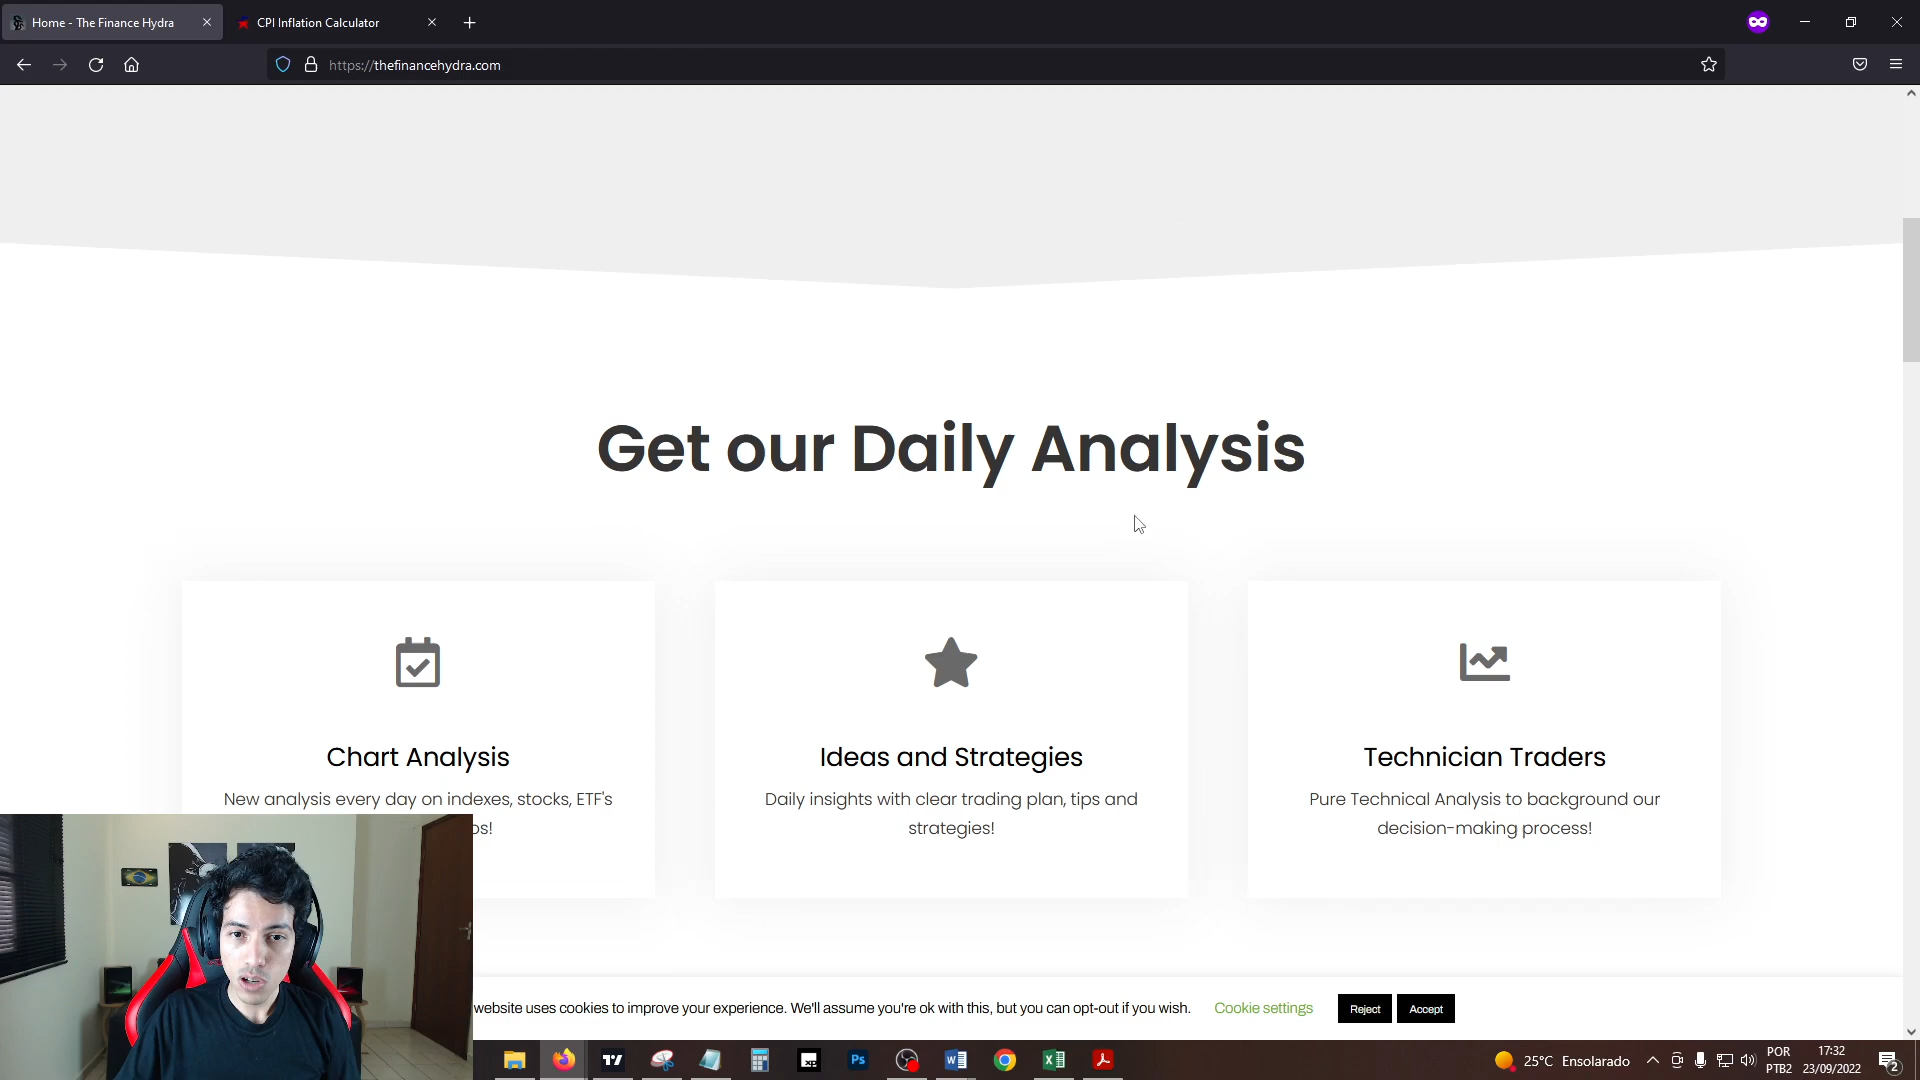 Home - The Finance Hydra
CPI Inflation Calculator
https://thefinancehydra.com
Get our Daily Analysis
Chart Analysis
New analysis every day on indexes, stocks, ETF's
os!
Ideas and Strategies
Daily insights with clear trading plan, tips and
strategies!
Technician Traders
Pure Technical Analysis to background our
decision-making process!
website uses cookies to improve your experience. We'll assume you're ok with this, but you can opt-out if you wish.
Cookie settings
Reject
Accept
Ps
25°C Ensolarado
POR
PTB2
17:32
23/09/2022
2